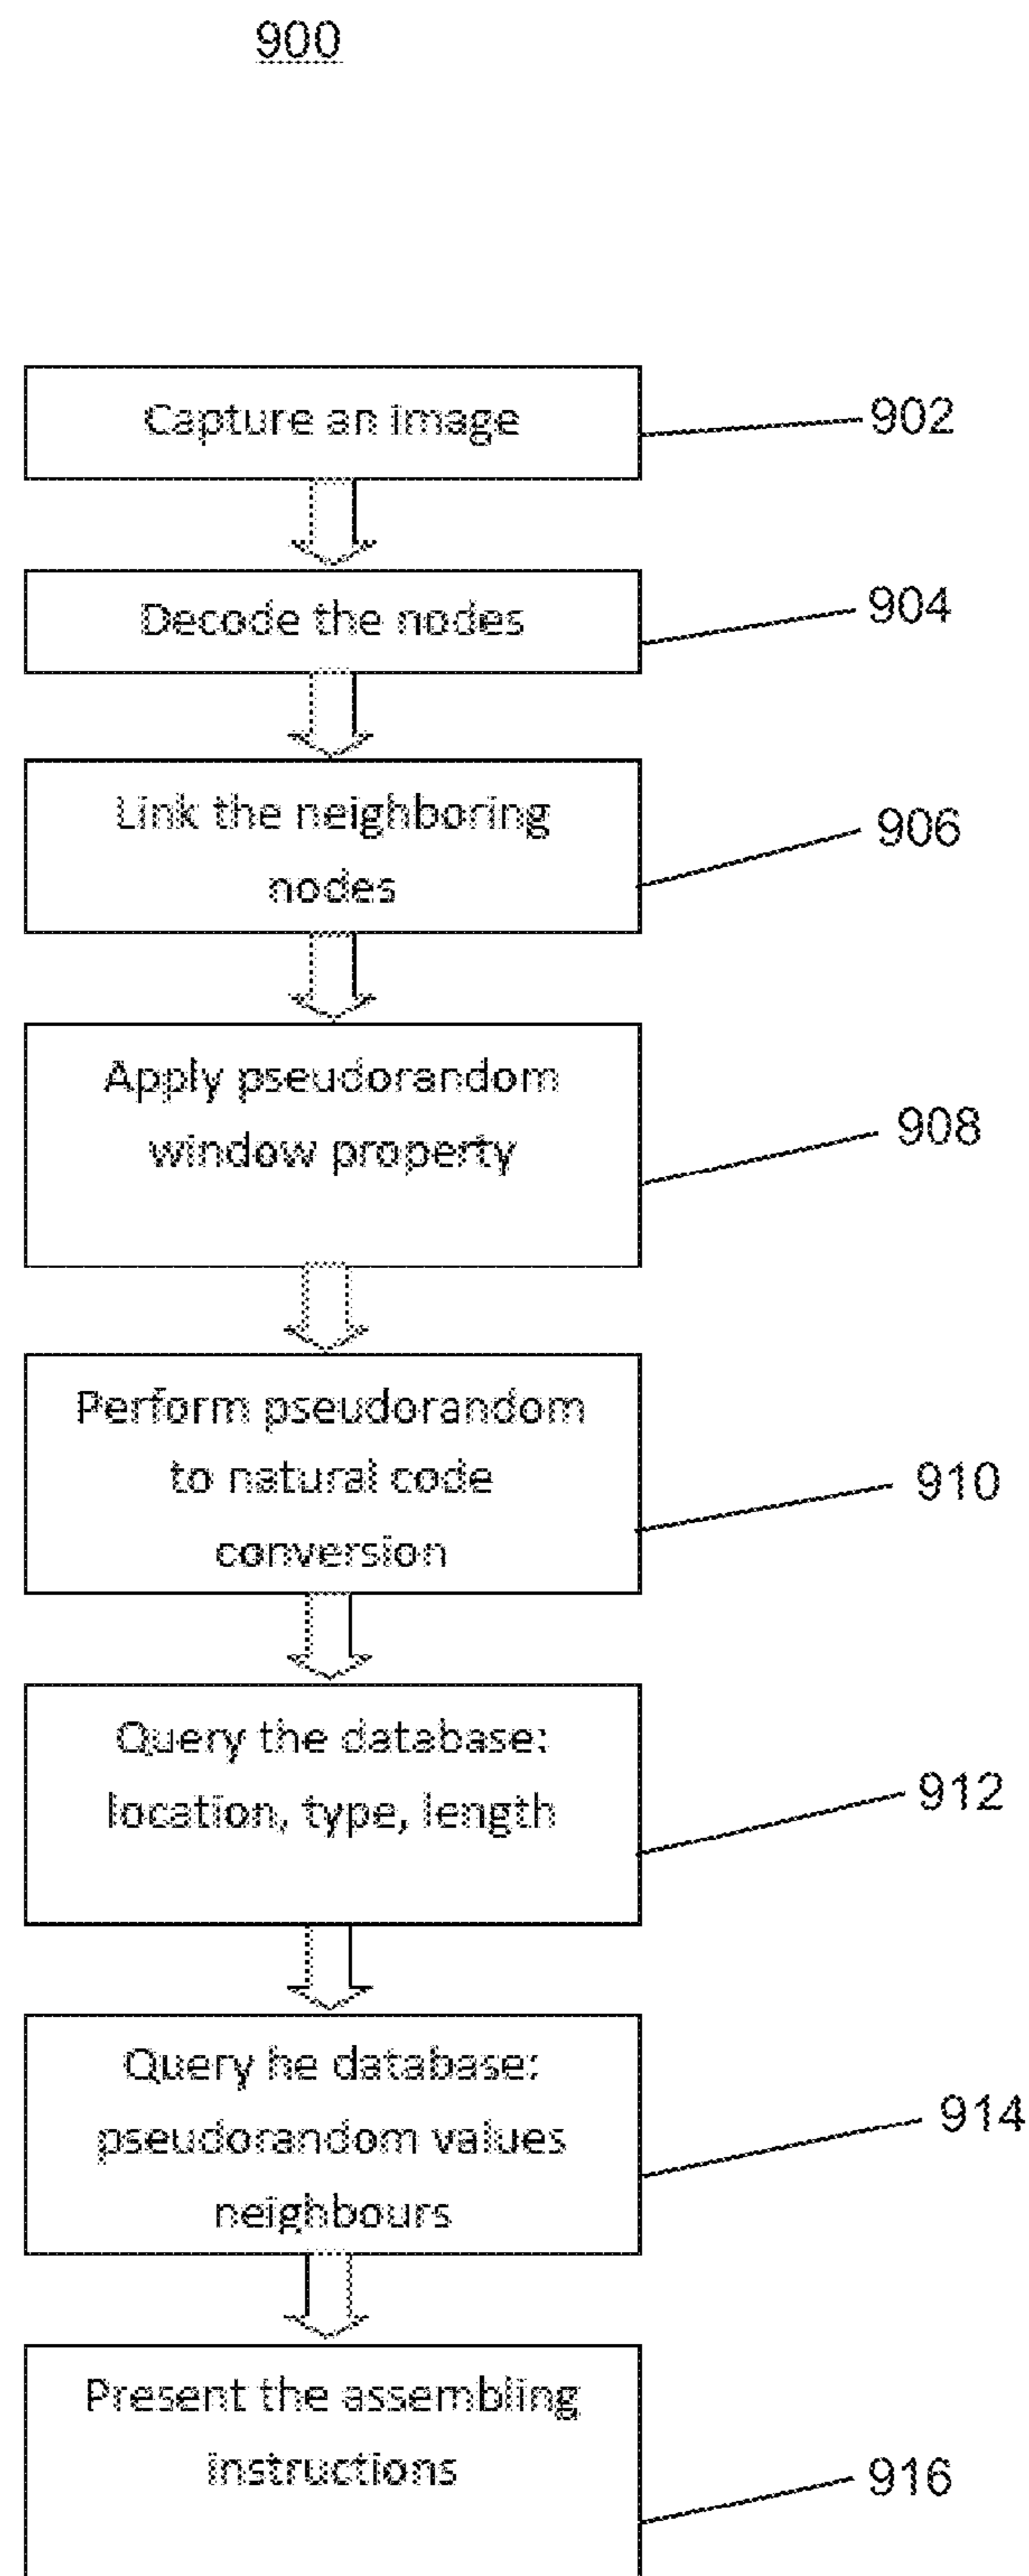 900
Capture an image
902
Decode the nodes
904
Link the neighboring
nodes
906
Apply pseudorandom
window property
908
Perform pseudorandom
to natural code
conversion
910
Query the database:
location, type, length
912
Query he database:
pseudorandom values
neighbours
914
Present the assembling
instructions
916